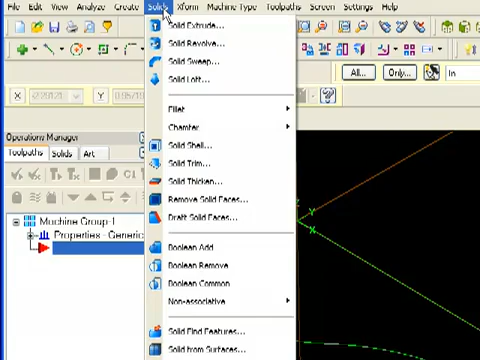 File Edit View Analyze Create Solids Xform Machine Type Toolpaths Screen Settings Help
Solid Extrude...
Solid Revolve...
Solid Sweep...
Solid Loft...
Fillet
Chamfer
Solid Shell...
Solid Trim...
Solid Thicken...
Remove Solid Faces...
Draft Solid Faces...
Boolean Add
Boolean Remove
Boolean Common
Non-associative
Solid Find Features...
Solid from Surfaces...
All... Only... In
X Y
Operations Manager
Toolpaths Solids Art
G1
Machine Group-1
Properties - Generic
Y
X